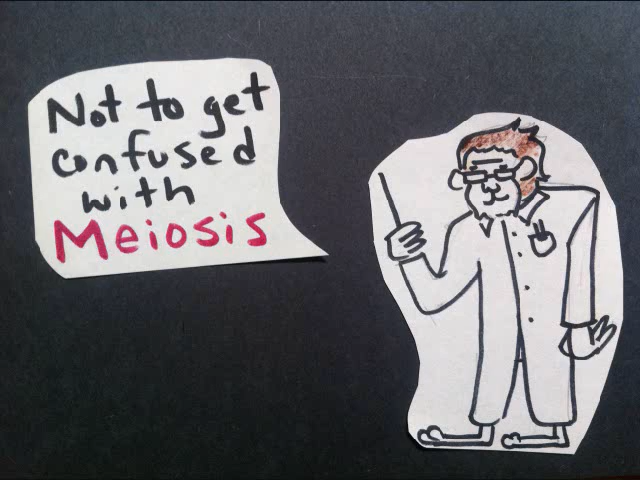 Not to get
confused
with
Meiosis